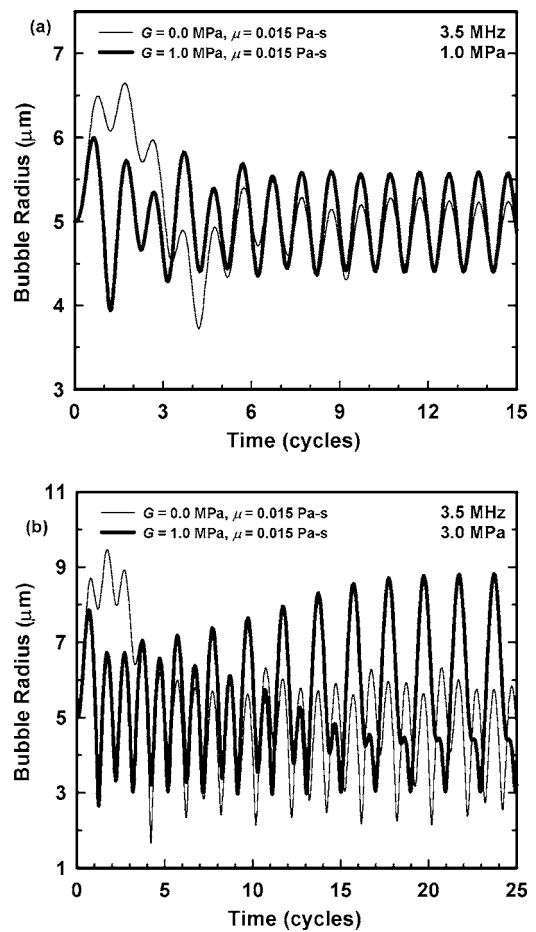 (a)
G = 0.0 MPa, μ = 0.015 Pa-s
G = 1.0 MPa, μ = 0.015 Pa-s
3.5 MHz
1.0 MPa
7
6
5
4
3
Bubble Radius (μm)
0 3 6 9 12 15
Time (cycles)
(b)
G = 0.0 MPa, μ = 0.015 Pa-s
G = 1.0 MPa, μ = 0.015 Pa-s
3.5 MHz
3.0 MPa
11
9
7
5
3
1
Bubble Radius (μm)
0 5 10 15 20 25
Time (cycles)